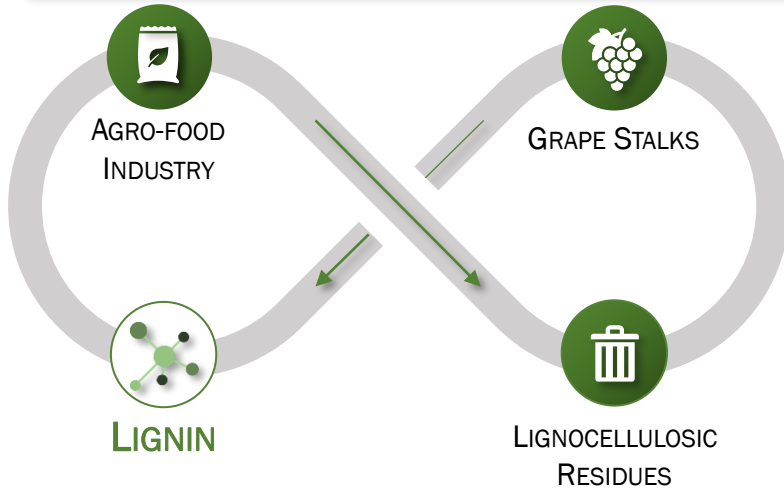 AGRO-FOOD
INDUSTRY
GRAPE STALKS
LIGNIN
LIGNOCELLULOSIC
RESIDUES